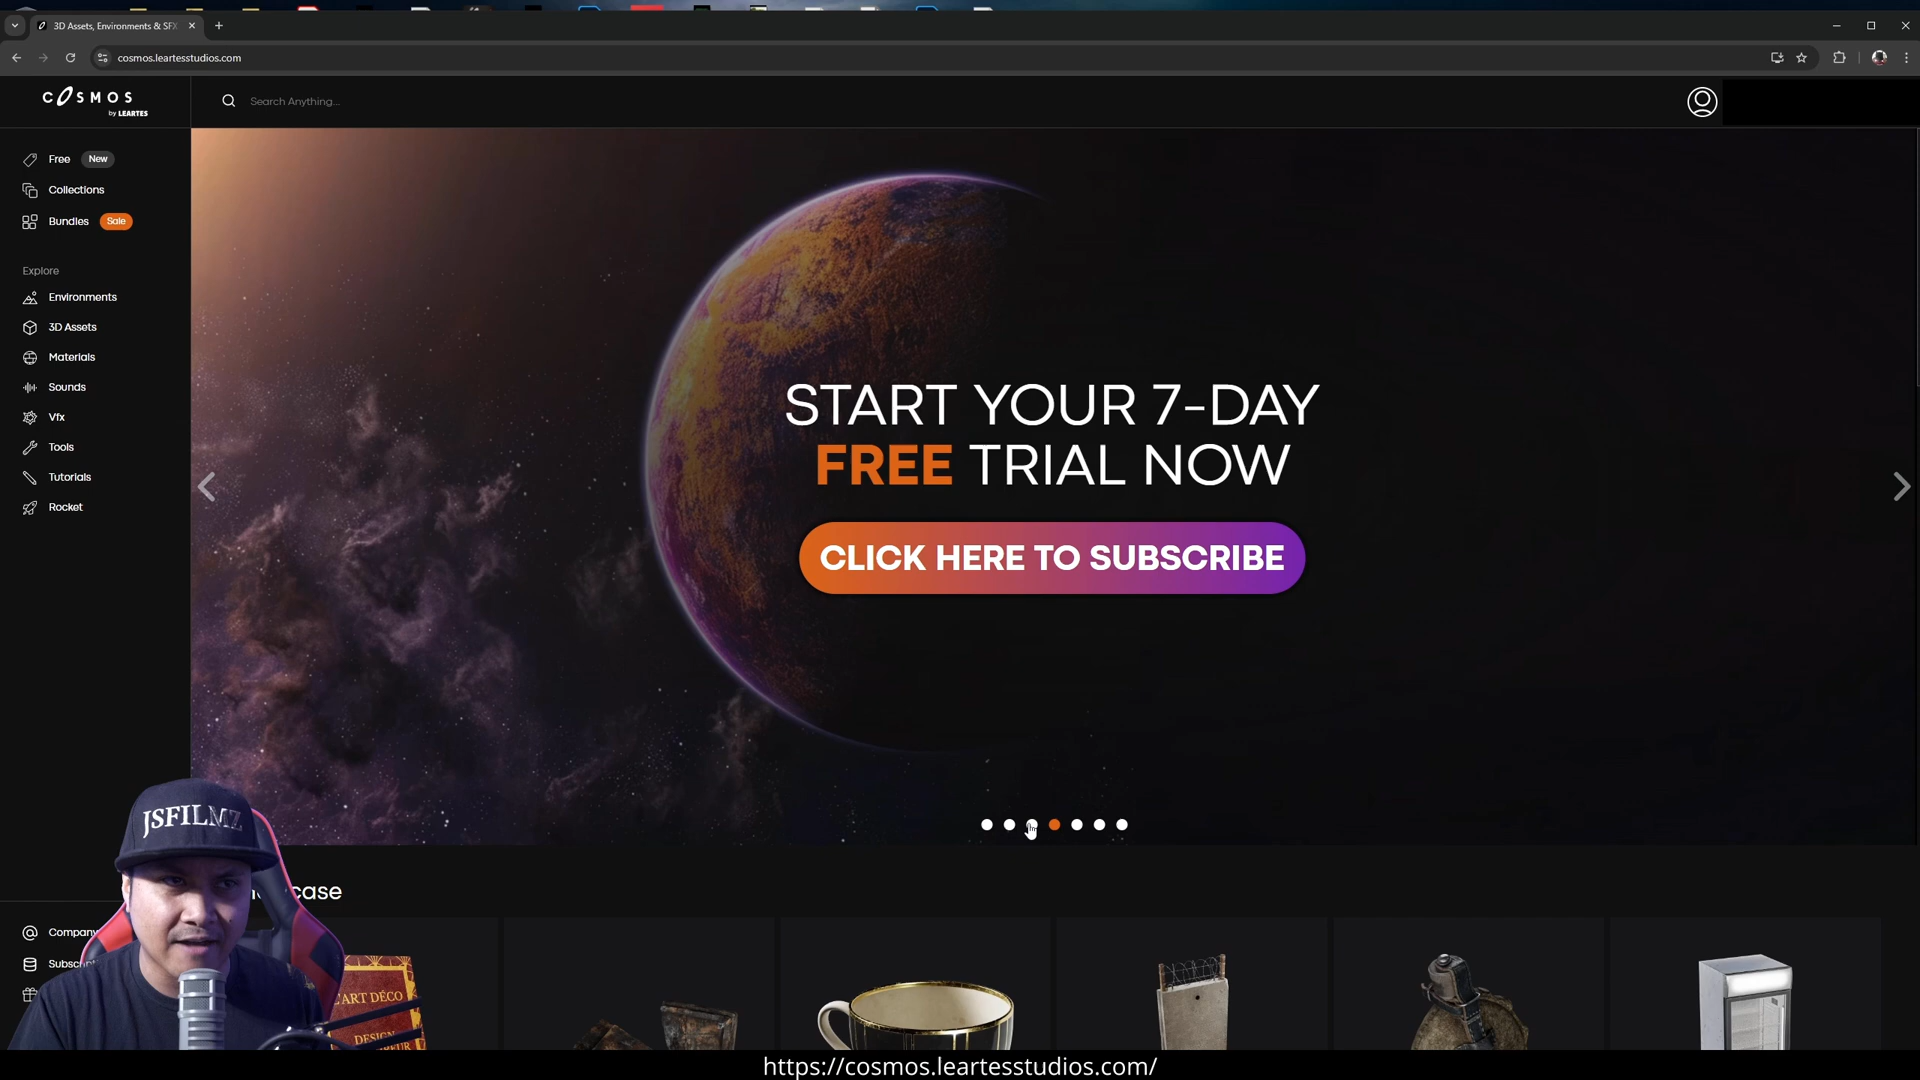 3D Assets, Environments & SFX
cosmos.leartesstudios.com
COSMOS
by LEARTES
Search Anything...
Free New
Collections
Bundles Sale
Explore
Environments
3D Assets
Materials
Sounds
Vfx
Tools
Tutorials
Rocket
START YOUR 7-DAY
FREE TRIAL NOW
CLICK HERE TO SUBSCRIBE
JSFILMZ
case
Company
Subscript
ART DÉCO
DESIGN
https://cosmos.leartesstudios.com/